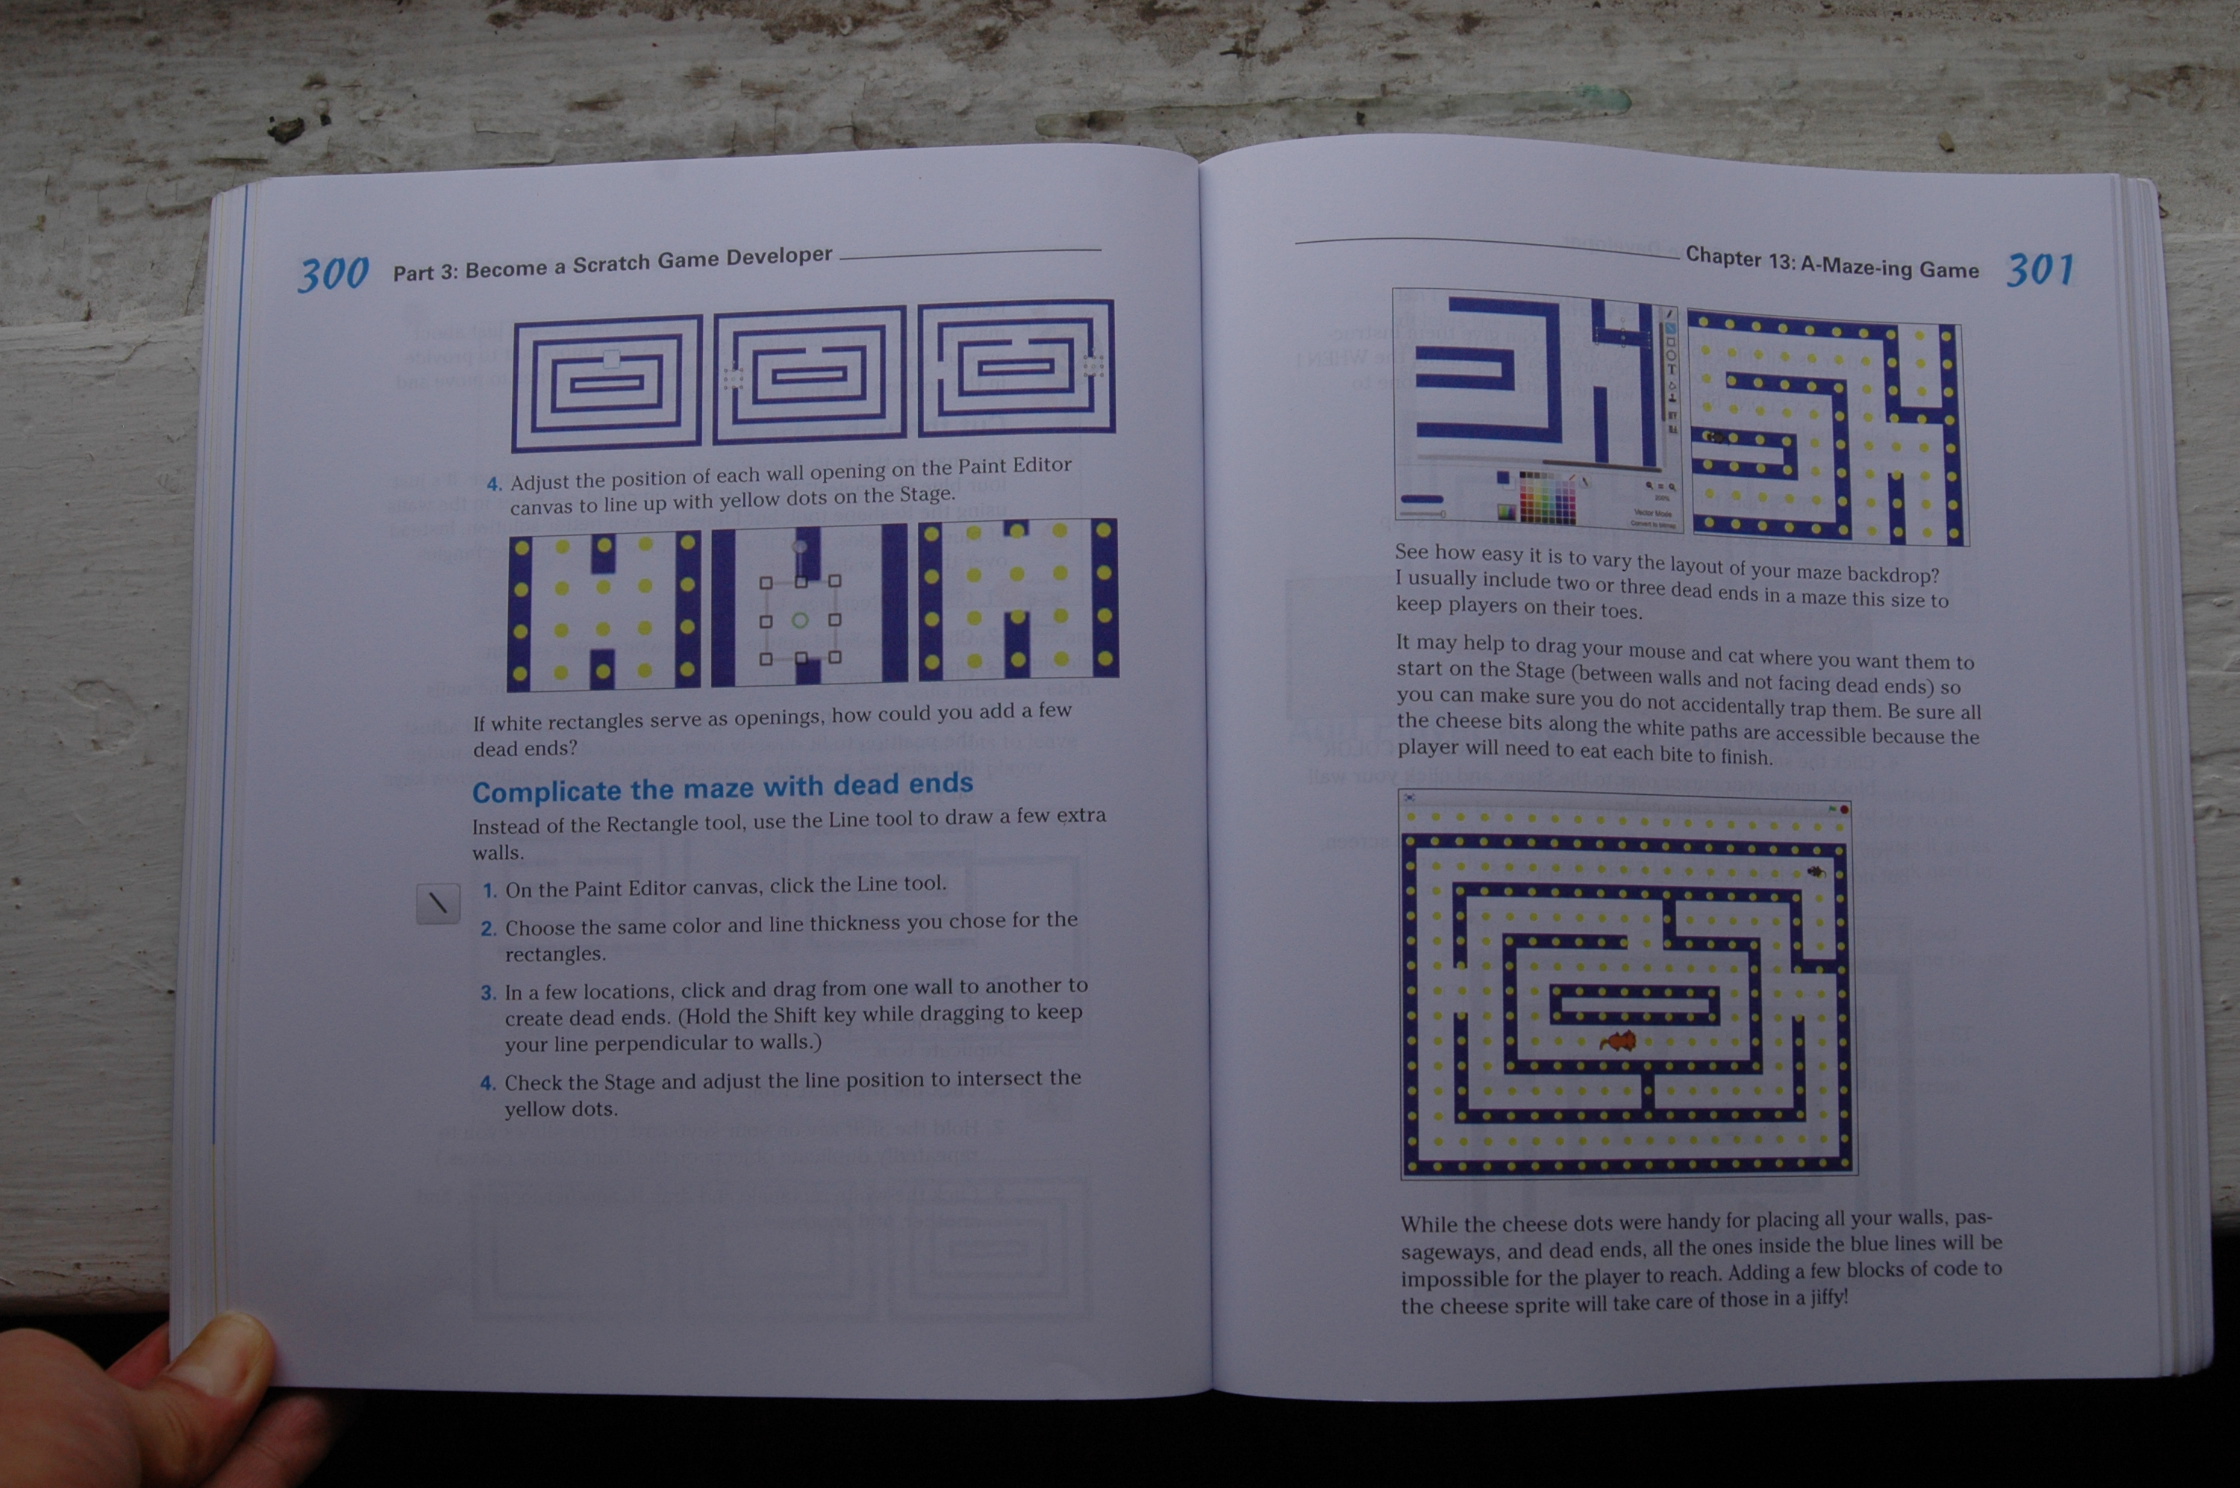 300 Part 3: Become a Scratch Game Developer
4. Adjust the position of each wall opening on the Paint Editor
canvas to line up with yellow dots on the Stage.
If white rectangles serve as openings, how could you add a few
dead ends?
Complicate the maze with dead ends
Instead of the Rectangle tool, use the Line tool to draw a few extra
walls.
1. On the Paint Editor canvas, click the Line tool.
2. Choose the same color and line thickness you chose for the
rectangles.
3. In a few locations, click and drag from one wall to another to
create dead ends. (Hold the Shift key while dragging to keep
your line perpendicular to walls.)
4. Check the Stage and adjust the line position to intersect the
yellow dots.
Chapter 13: A-Maze-ing Game 301
T
Vector Mode
See how easy it is to vary the layout of your maze backdrop?
I usually include two or three dead ends in a maze this size to
keep players on their toes.
It may help to drag your mouse and cat where you want them to
start on the Stage (between walls and not facing dead ends) so
you can make sure you do not accidentally trap them. Be sure all
the cheese bits along the white paths are accessible because the
player will need to eat each bite to finish.
While the cheese dots were handy for placing all your walls, pas-
sageways, and dead ends, all the ones inside the blue lines will be
impossible for the player to reach. Adding a few blocks of code to
the cheese sprite will take care of those in a jiffy!